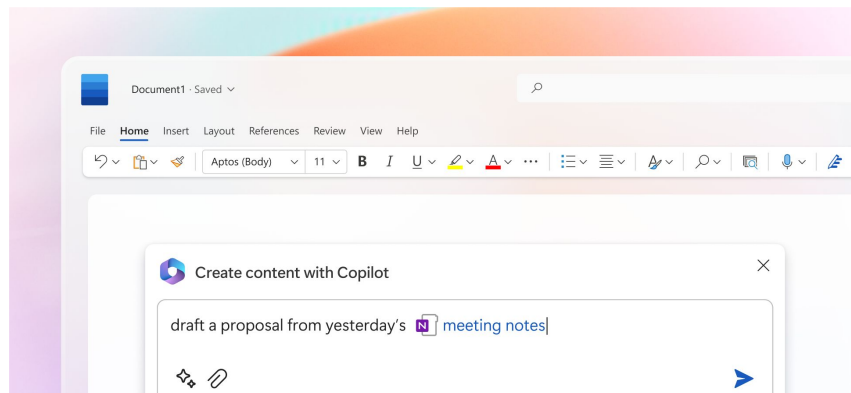 Document1 · Saved
File Home Insert Layout References Review View Help
Aptos (Body) 11 B I U A A
Create content with Copilot
draft a proposal from yesterday's N meeting notes